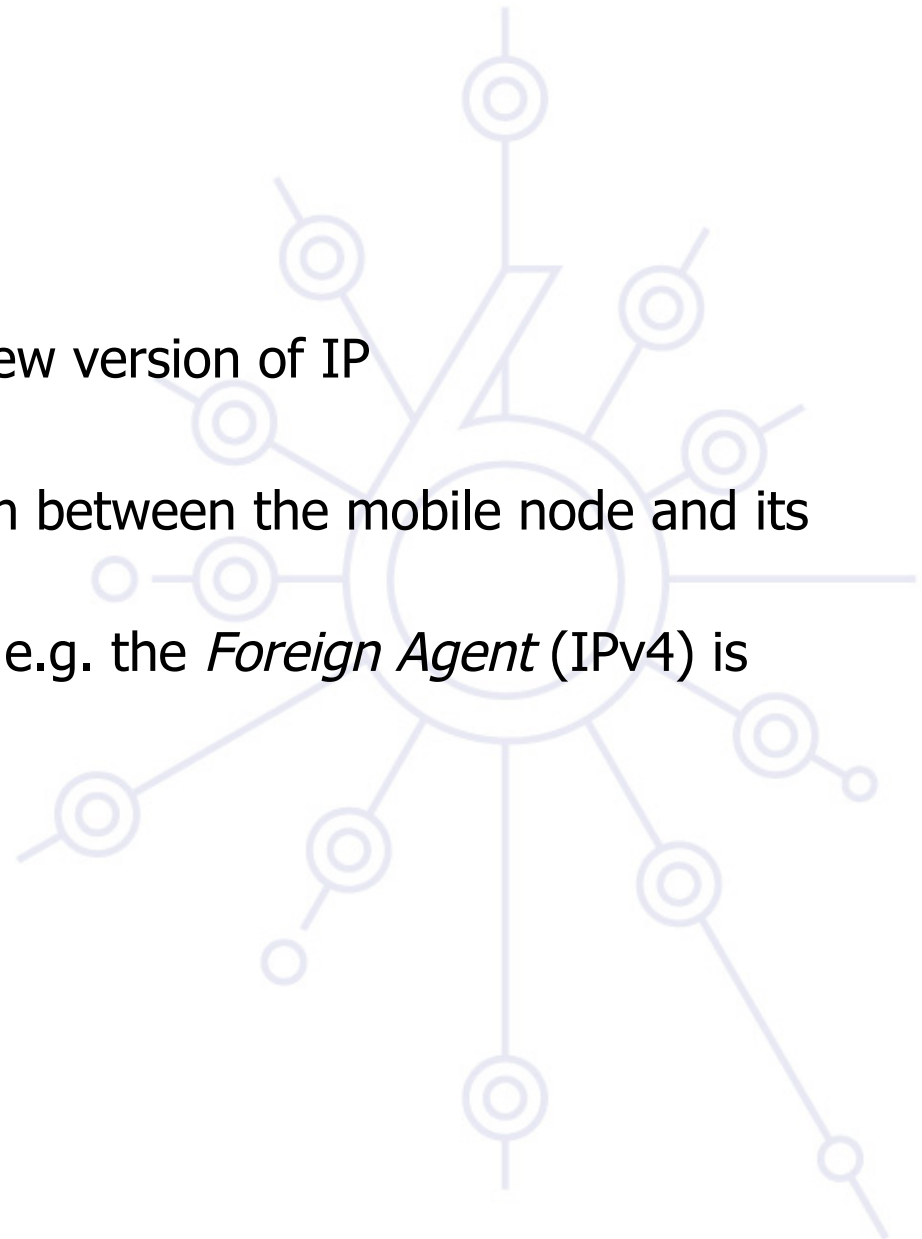 ew version of IP
n between the mobile node and its
e.g. the Foreign Agent (IPv4) is